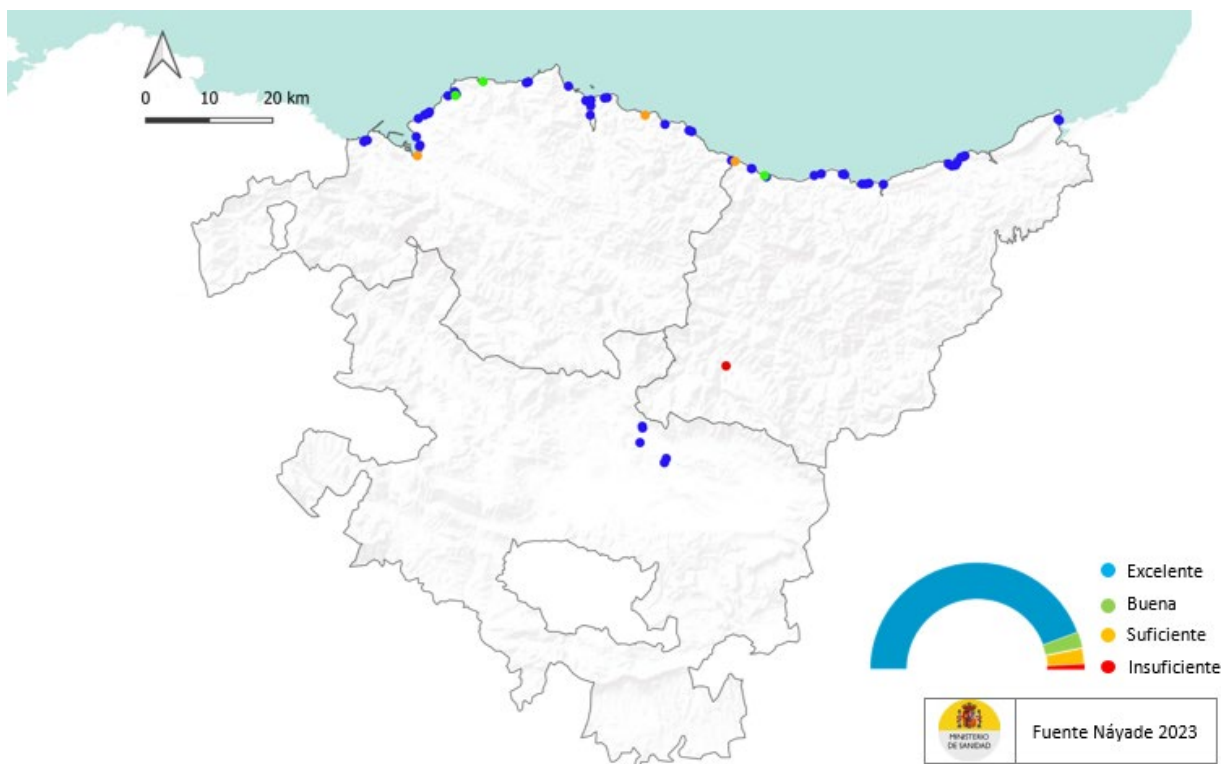 0 10 20 km
Excelente
Buena
Suficiente
Insuficiente
MINISTERIO
DE SANIDAD
Fuente Náyade 2023